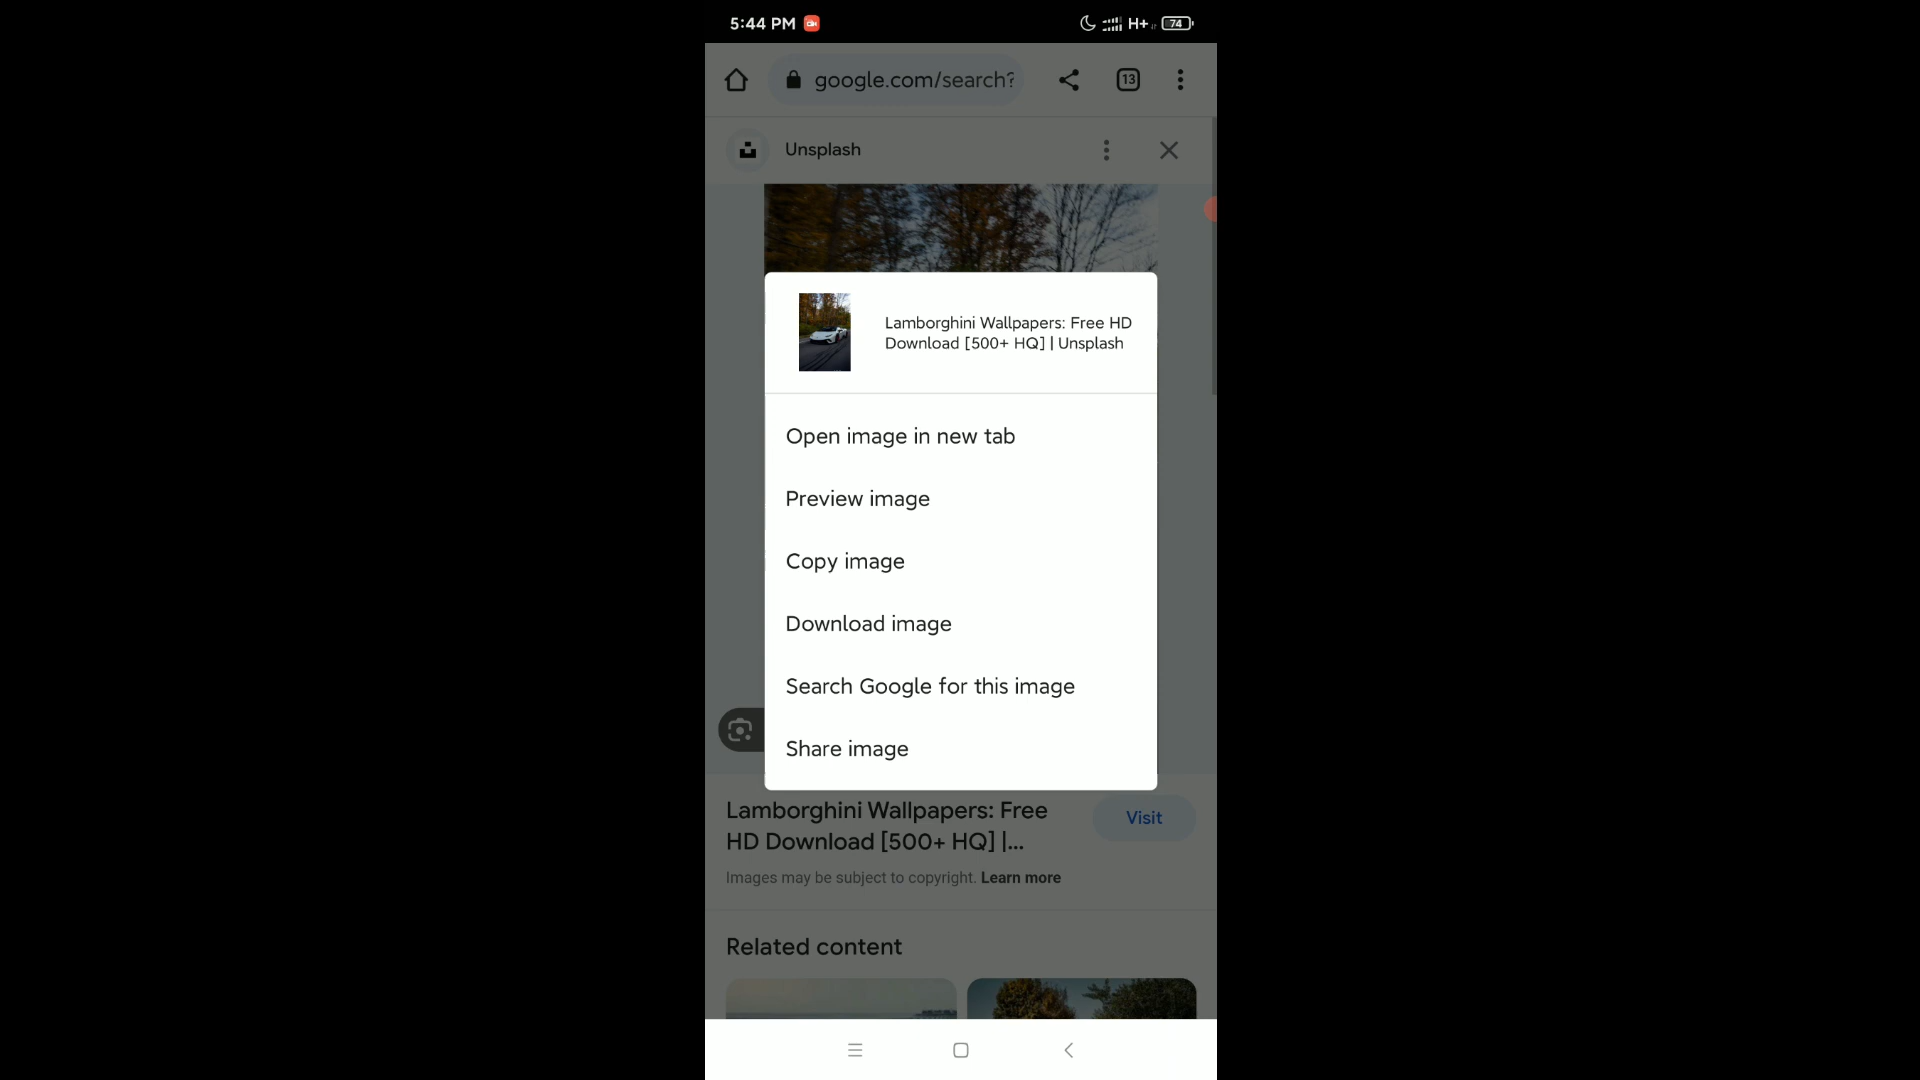 5:44 PM
H+
74
google.com/search?
13
Unsplash
Lamborghini Wallpapers: Free HD
Download [500+ HQ] | Unsplash
Open image in new tab
Preview image
Copy image
Download image
Search Google for this image
Share image
Lamborghini Wallpapers: Free
HD Download [500+ HQ] |...
Visit
Images may be subject to copyright. Learn more
Related content